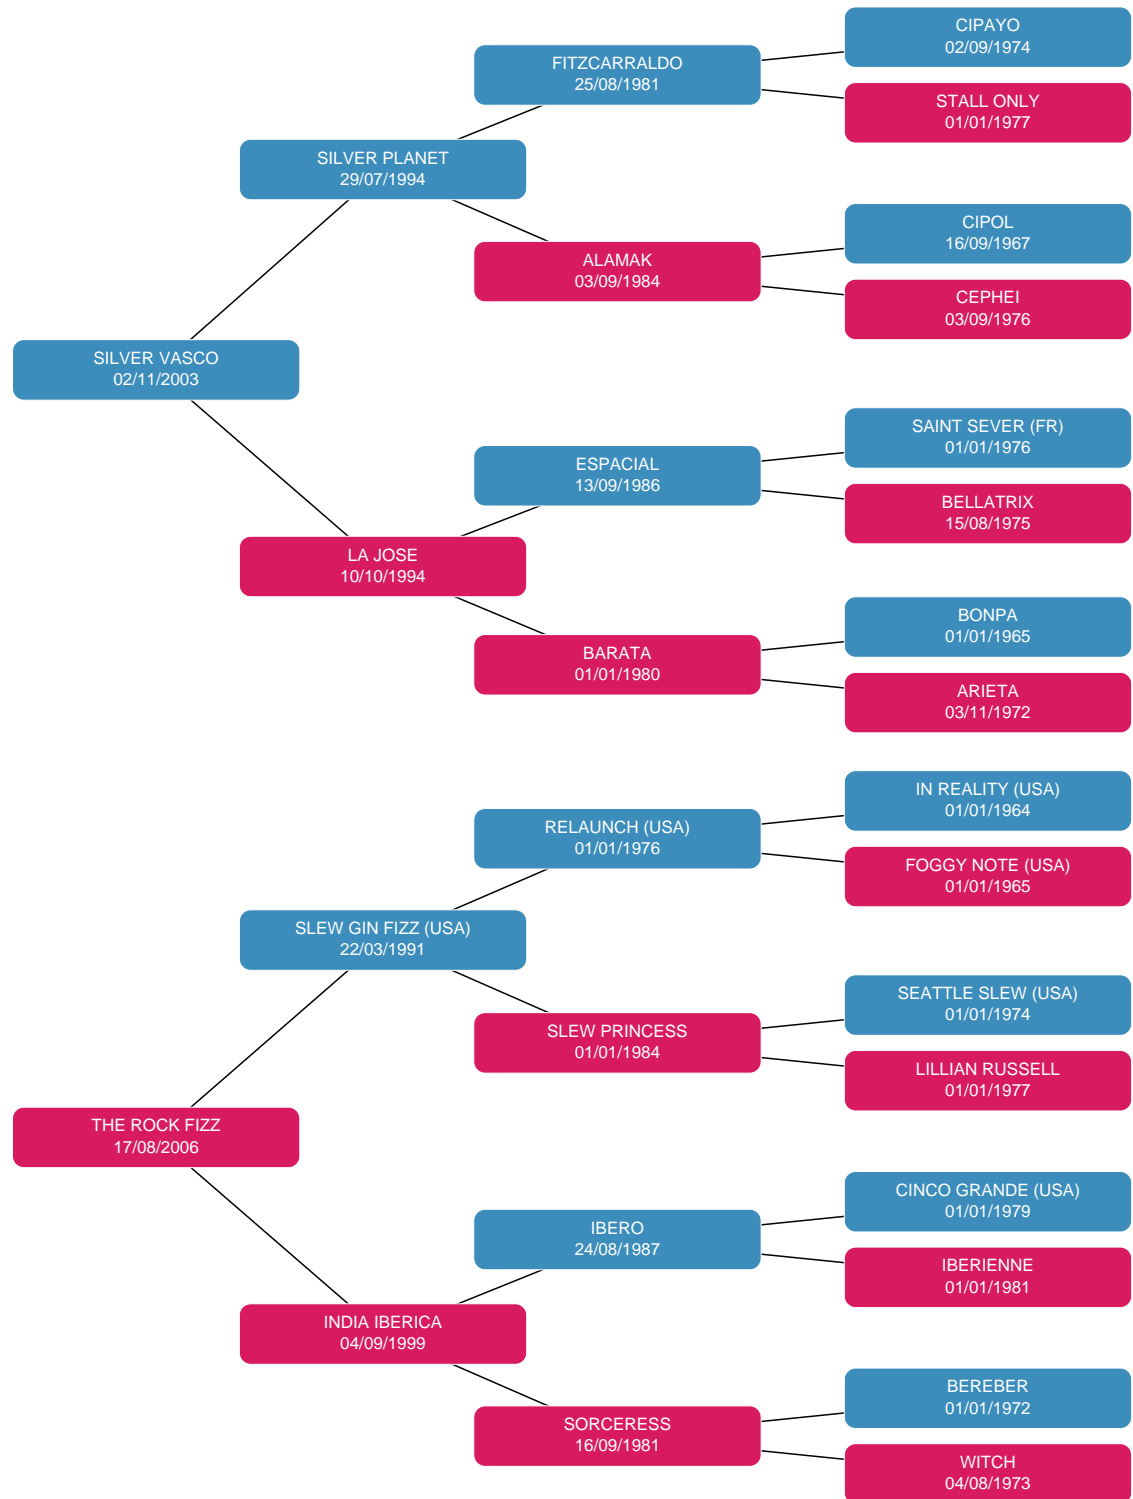 CIPAYO
02/09/1974
FITZCARRALDO
25/08/1981
STALL ONLY
01/01/1977
SILVER PLANET
29/07/1994
CIPOL
16/09/1967
ALAMAK
03/09/1984
CEPHEI
03/09/1976
SILVER VASCO
02/11/2003
SAINT SEVER (FR)
01/01/1976
ESPACIAL
13/09/1986
BELLATRIX
15/08/1975
LA JOSE
10/10/1994
BONPA
01/01/1965
BARATA
01/01/1980
ARIETA
03/11/1972
IN REALITY (USA)
01/01/1964
RELAUNCH (USA)
01/01/1976
FOGGY NOTE (USA)
01/01/1965
SLEW GIN FIZZ (USA)
22/03/1991
SEATTLE SLEW (USA)
01/01/1974
SLEW PRINCESS
01/01/1984
LILLIAN RUSSELL
01/01/1977
THE ROCK FIZZ
17/08/2006
CINCO GRANDE (USA)
01/01/1979
IBERO
24/08/1987
IBERIENNE
01/01/1981
INDIA IBERICA
04/09/1999
BEREBER
01/01/1972
SORCERESS
16/09/1981
WITCH
04/08/1973